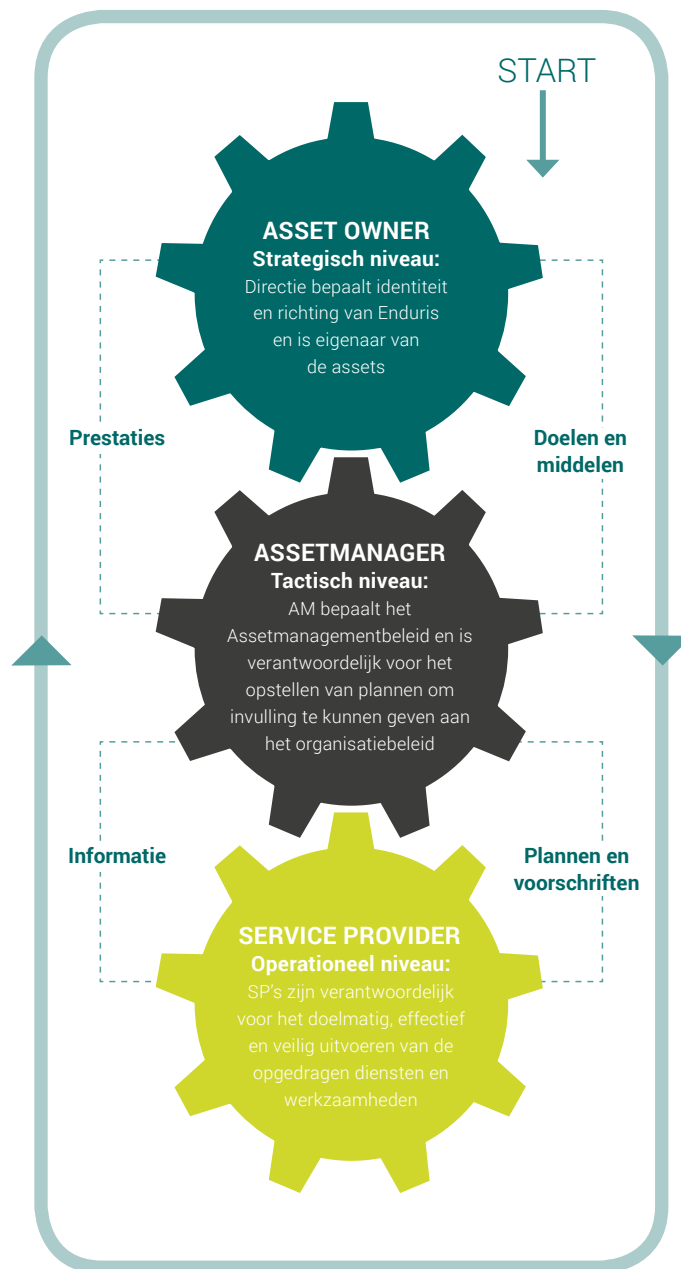 START
ASSET OWNER
Strategisch niveau:
Directie bepaalt identiteit
en richting van Enduris
en is eigenaar van
de assets
Prestaties
Doelen en
middelen
ASSETMANAGER
Tactisch niveau:
AM bepaalt het
Assetmanagementbeleid en is
verantwoordelijk voor het
opstellen van plannen om
invulling te kunnen geven aan
het organisatiebeleid
Informatie
Plannen en
voorschriften
SERVICE PROVIDER
Operationeel niveau:
SP's zijn verantwoordelijk
voor het doelmatig, effectief
en veilig uitvoeren van de
opgedragen diensten en
werkzaamheden